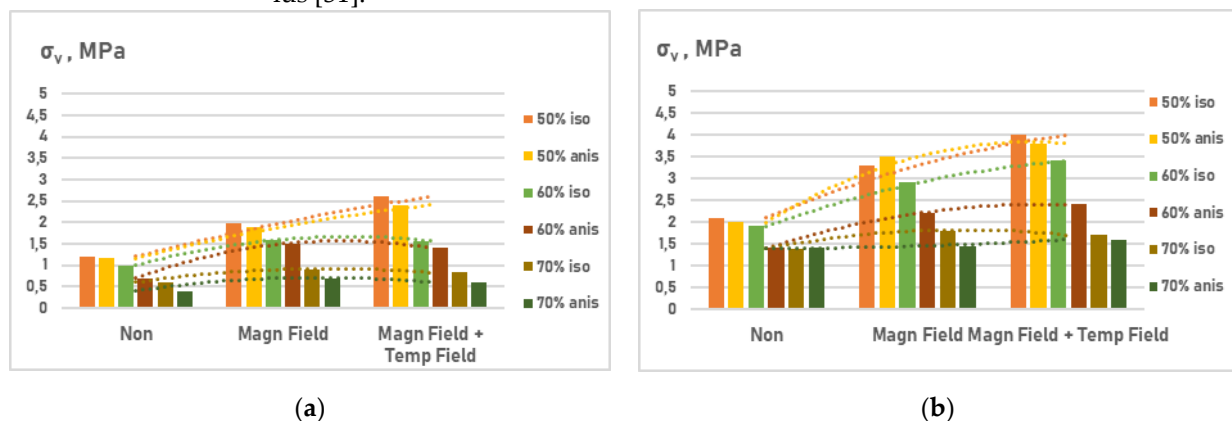 ius [31].
σv , MPa
5
4,5
4
3,5
3
2,5
2
1,5
1
0,5
0
Non
Magn Field
Magn Field +
Temp Field
50% iso
50% anis
60% iso
60% anis
70% iso
70% anis
(a)
σv , MPa
5
4,5
4
3,5
3
2,5
2
1,5
1
0,5
0
Non
Magn Field
Magn Field + Temp Field
50% iso
50% anis
60% iso
60% anis
70% iso
70% anis
(b)